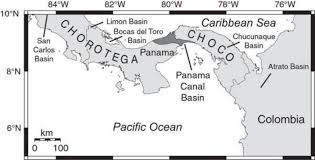 84°W
82°W
80°W
78°W
10°N
8°N
6°N
Limon Basin
Bocas del Toro
Basin
Caribbean Sea
CHOROTEGA
CHOCO
Chucunaque
Basin
San
Carlos
Basin
Panama
Panama
Canal
Basin
Atrato Basin
Colombia
Pacific Ocean
km
0 100